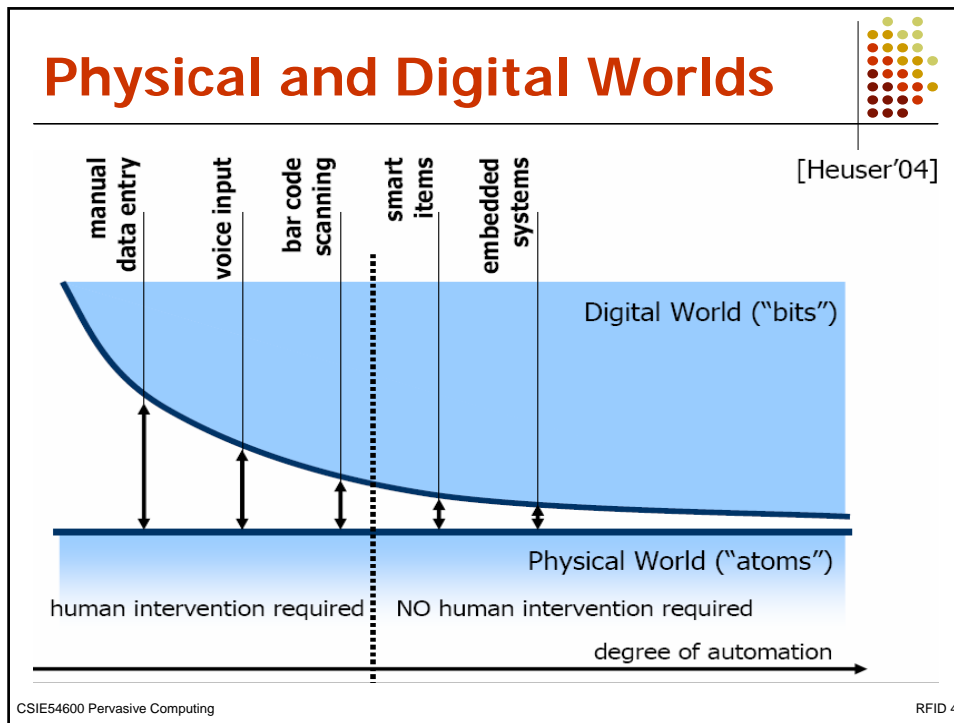 Physical and Digital Worlds
[Heuser'04]
manual
data entry
voice input
bar code
scanning
smart
items
embedded
systems
Digital World ("bits")
Physical World ("atoms")
human intervention required
NO human intervention required
degree of automation
CSIE54600 Pervasive Computing
RFID 4